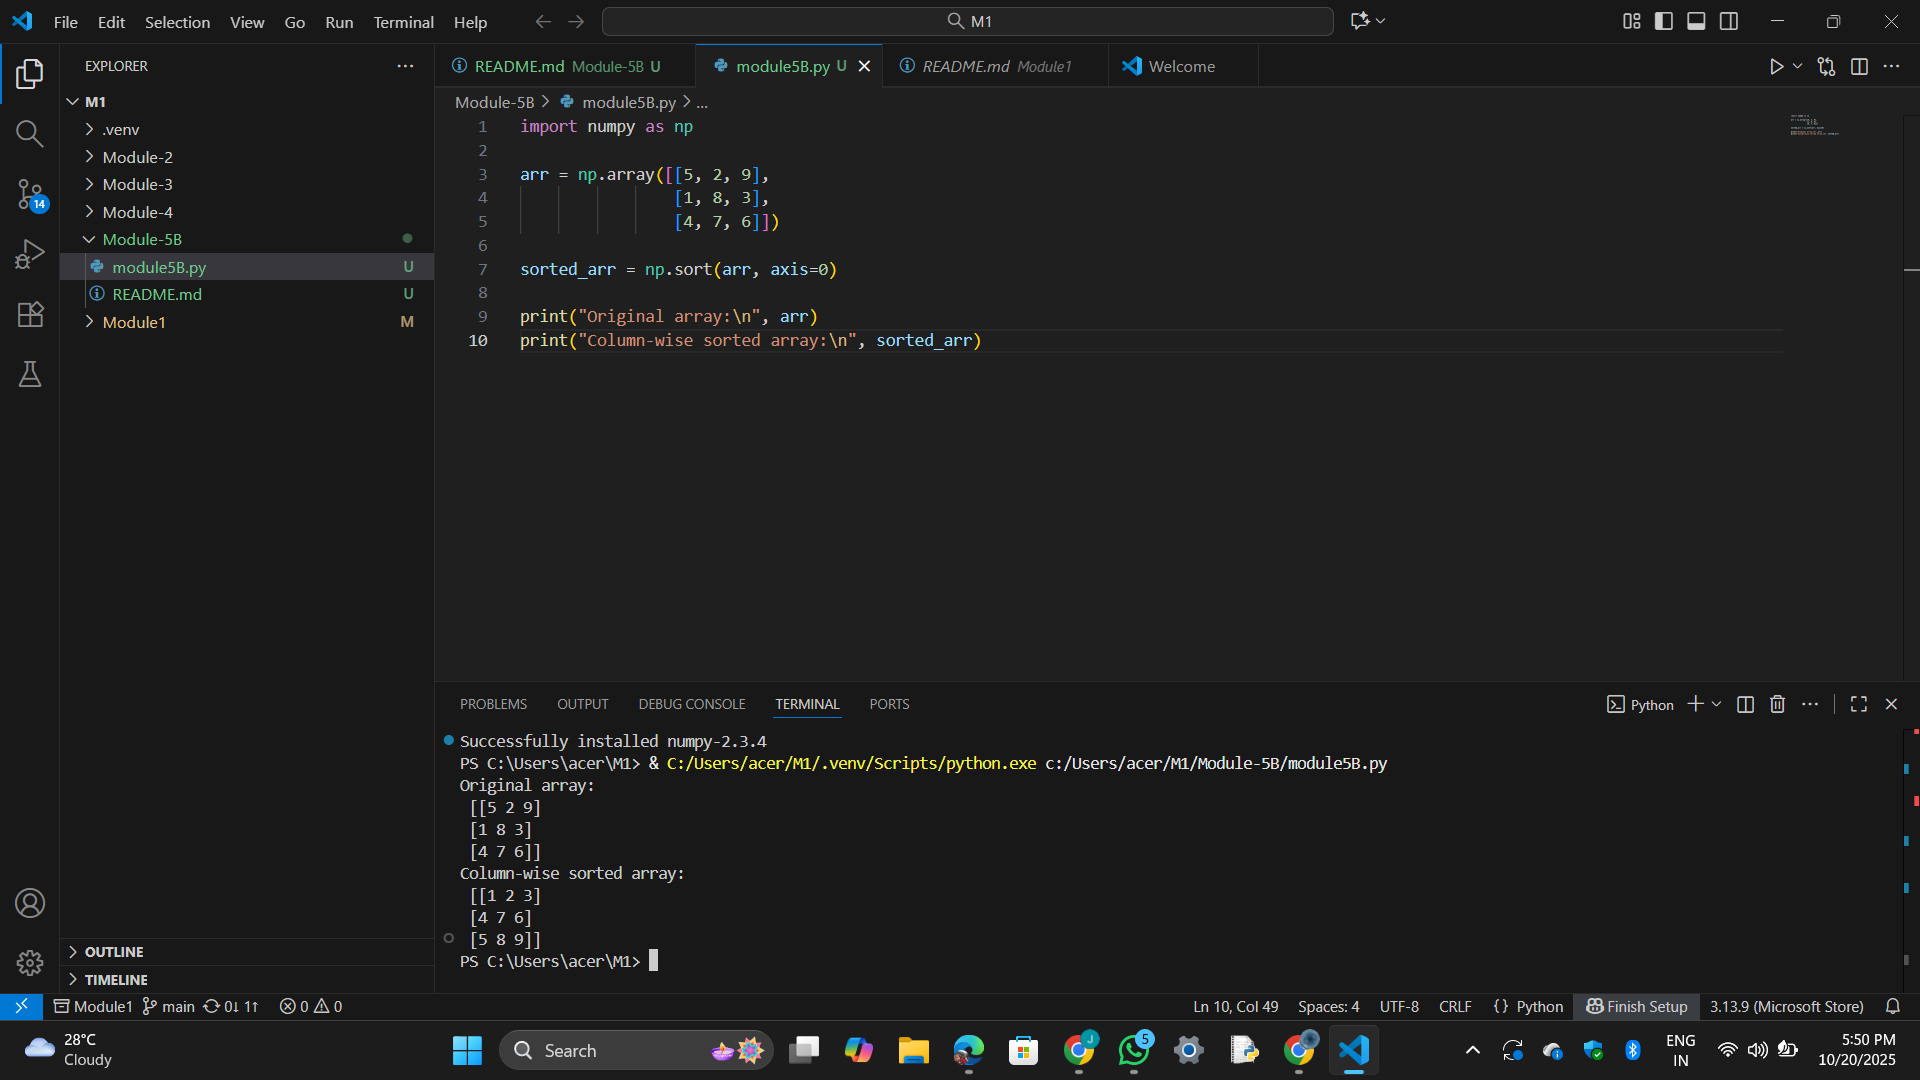 File Edit Selection View Go Run Terminal Help
M1
EXPLORER
M1
.venv
Module-2
Module-3
Module-4
Module-5B
module5B.py U
README.md U
Module1 M
14
OUTLINE
TIMELINE
README.md Module-5B U
module5B.py U
README.md Module1
Welcome
Module-5B > module5B.py > ...
1 import numpy as np
2
3 arr = np.array([[5, 2, 9],
4 [1, 8, 3],
5 [4, 7, 6]])
6
7 sorted_arr = np.sort(arr, axis=0)
8
9 print("Original array:\n", arr)
10 print("Column-wise sorted array:\n", sorted_arr)
PROBLEMS OUTPUT DEBUG CONSOLE TERMINAL PORTS
Python
Successfully installed numpy-2.3.4
PS C:\Users\acer\M1> & C:/Users/acer/M1/.venv/Scripts/python.exe c:/Users/acer/M1/Module-5B/module5B.py
Original array:
[[5 2 9]
[1 8 3]
[4 7 6]]
Column-wise sorted array:
[[1 2 3]
[4 7 6]
[5 8 9]]
PS C:\Users\acer\M1>
Module1 main 0↓ 1↑ 0 0
Ln 10, Col 49 Spaces: 4 UTF-8 CRLF {} Python Finish Setup 3.13.9 (Microsoft Store)
28°C
Cloudy
Search
J
5
ENG
IN
5:50 PM
10/20/2025